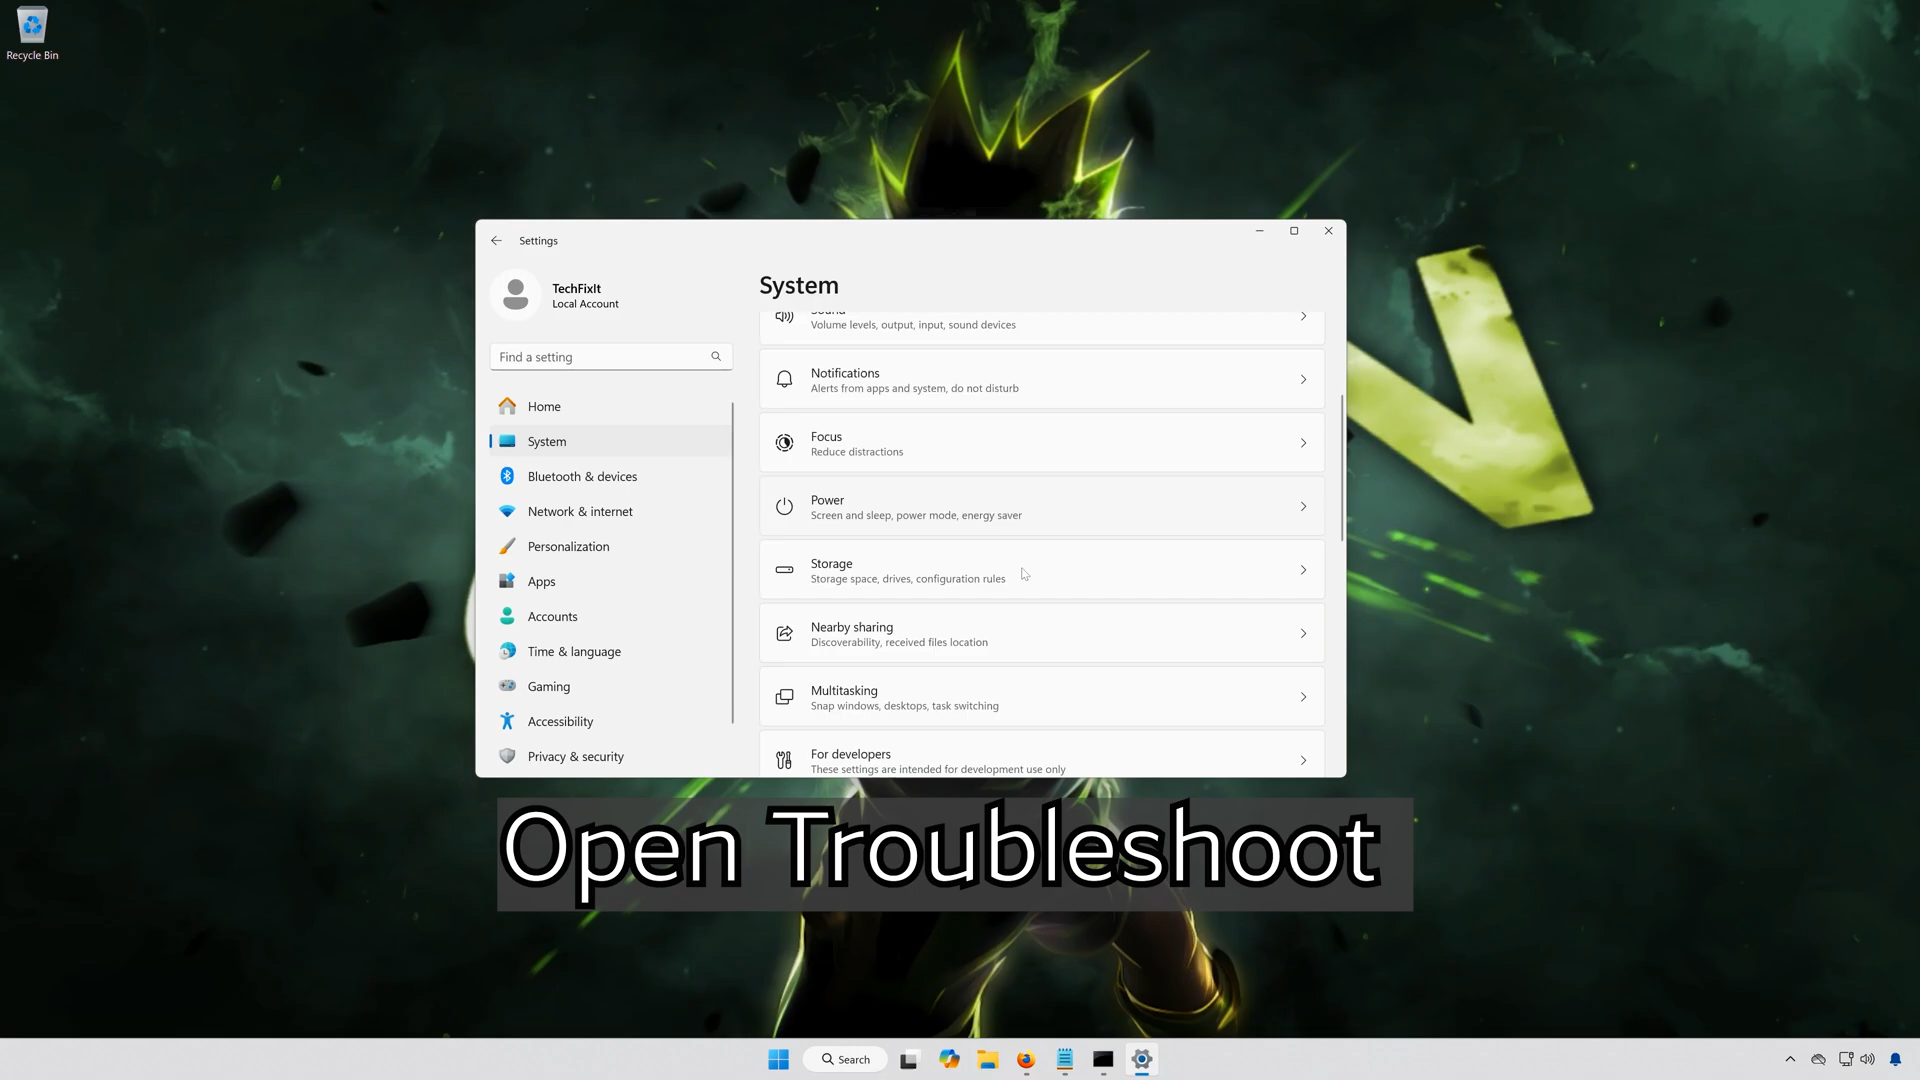 Recycle Bin
Settings
TechFixIt
Local Account
Find a setting
Home
System
Bluetooth & devices
Network & internet
Personalization
Apps
Accounts
Time & language
Gaming
Accessibility
Privacy & security
System
Sound
Volume levels, output, input, sound devices
Notifications
Alerts from apps and system, do not disturb
Focus
Reduce distractions
Power
Screen and sleep, power mode, energy saver
Storage
Storage space, drives, configuration rules
Nearby sharing
Discoverability, received files location
Multitasking
Snap windows, desktops, task switching
For developers
These settings are intended for development use only
Open Troubleshoot
Search